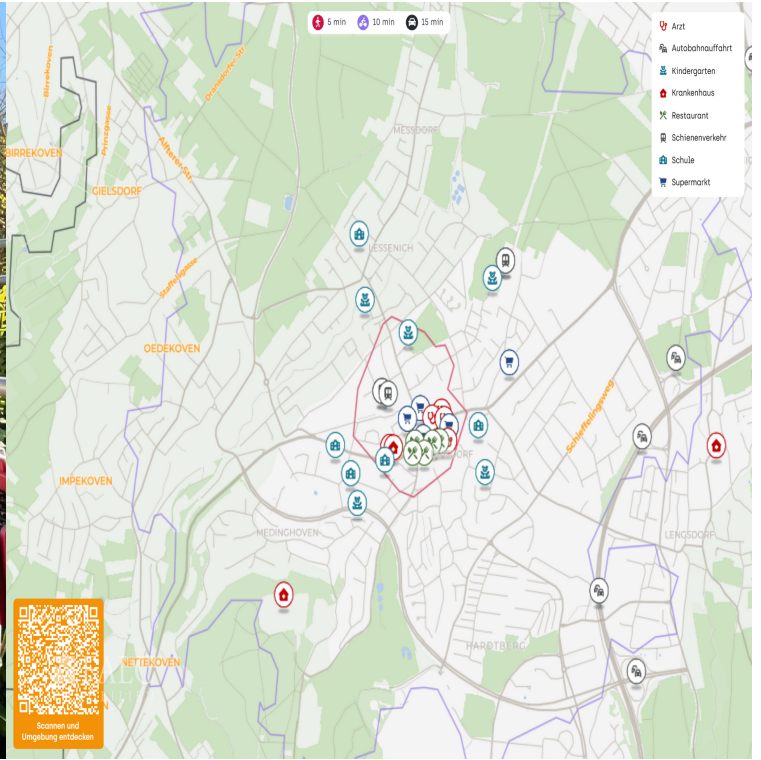 5 min
10 min
15 min
Arzt
Autobahnauffahrt
Kindergarten
Krankenhaus
Restaurant
Schienenverkehr
Schule
Supermarkt
Birrekoven
Dransdorfer Str.
Prinzgasse
MESSDORF
Alfterer Str.
BIRREKOVEN
GIELSDORF
LESSENICH
Staffelsgasse
OEDEKOVEN
Schieffelingsweg
IMPEKOVEN
MEDINGHOVEN
LENGSDORF
HARDTBERG
NETTEKOVEN
Scannen und
Umgebung entdecken